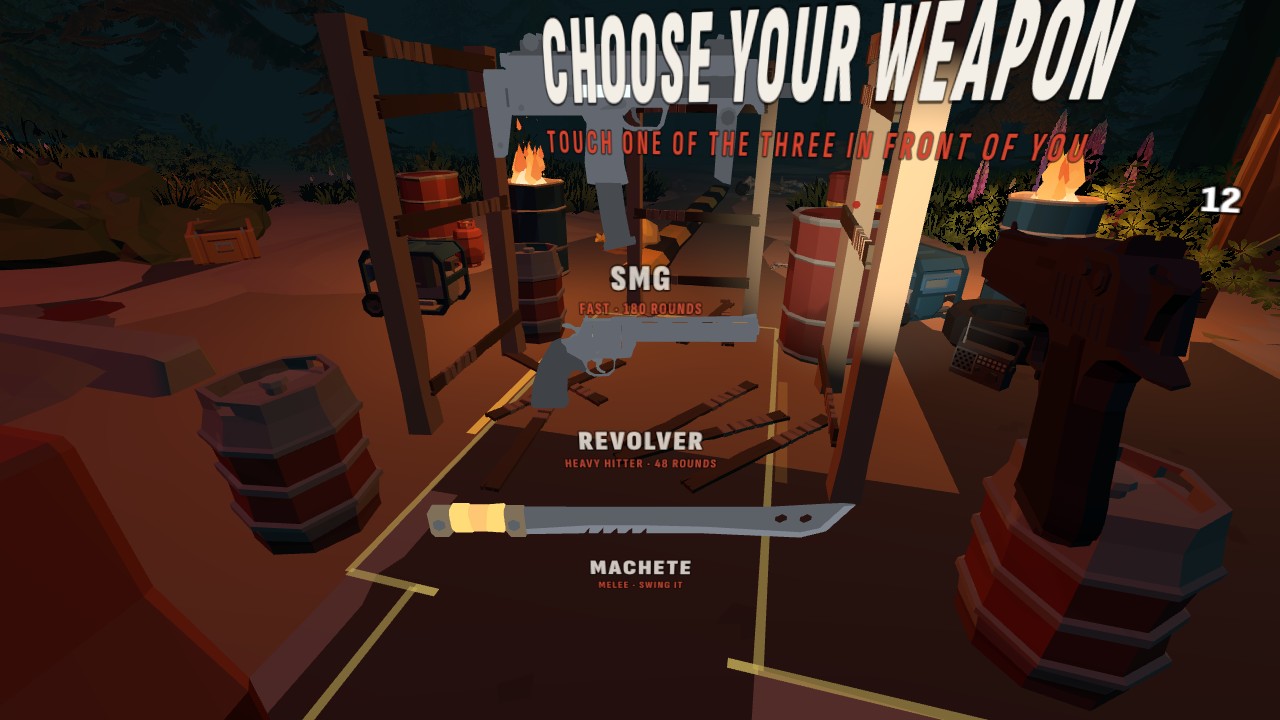 CHOOSE YOUR WEAPON
TOUCH ONE OF THE THREE IN FRONT OF YOU
12
SMG
FAST · 180 ROUNDS
REVOLVER
HEAVY HITTER · 48 ROUNDS
MACHETE
MELEE · SWING IT